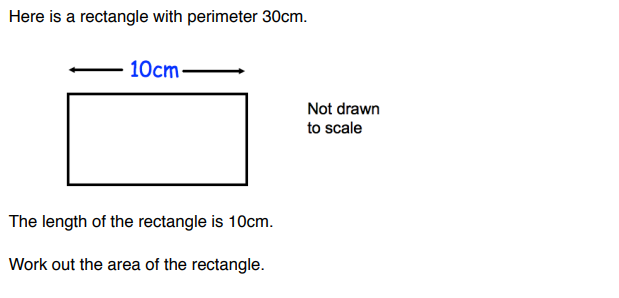 Here is a rectangle with perimeter 30cm.
10cm
Not drawn
to scale
The length of the rectangle is 10cm.
Work out the area of the rectangle.